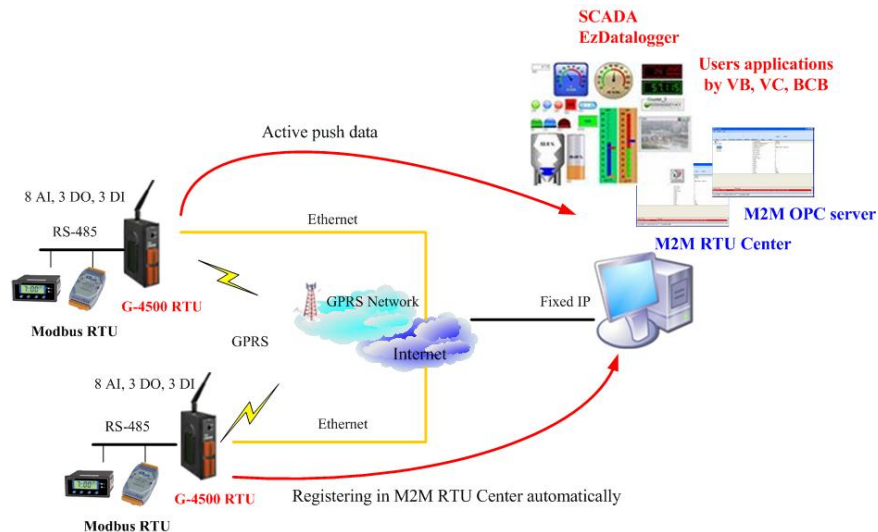 SCADA
EzDatalogger
Users applications
by VB, VC, BCB
Active push data
8 AI, 3 DO, 3 DI
RS-485
Ethernet
M2M OPC server
M2M RTU Center
G-4500 RTU
Modbus RTU
GPRS Network
Fixed IP
GPRS
Internet
8 AI, 3 DO, 3 DI
RS-485
Ethernet
G-4500 RTU
Modbus RTU
Registering in M2M RTU Center automatically